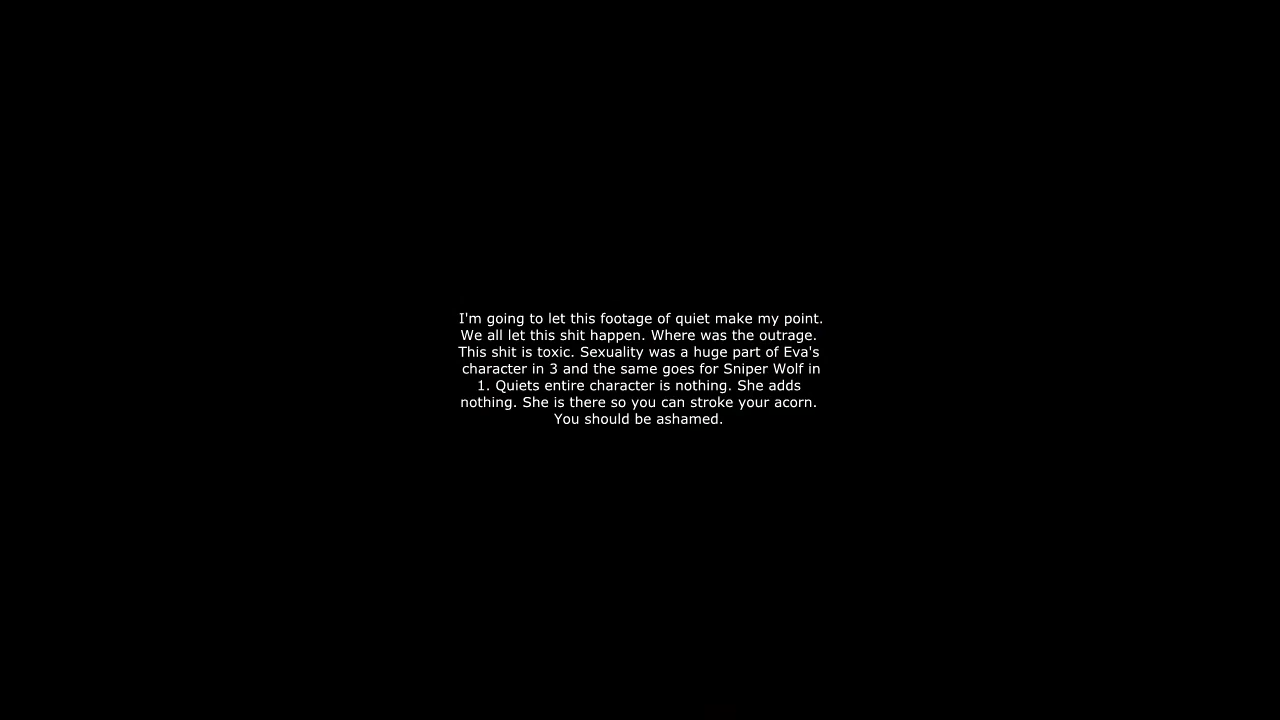 I'm going to let this footage of quiet make my point.
We all let this shit happen. Where was the outrage.
This shit is toxic. Sexuality was a huge part of Eva's
character in 3 and the same goes for Sniper Wolf in
1. Quiets entire character is nothing. She adds
nothing. She is there so you can stroke your acorn.
You should be ashamed.